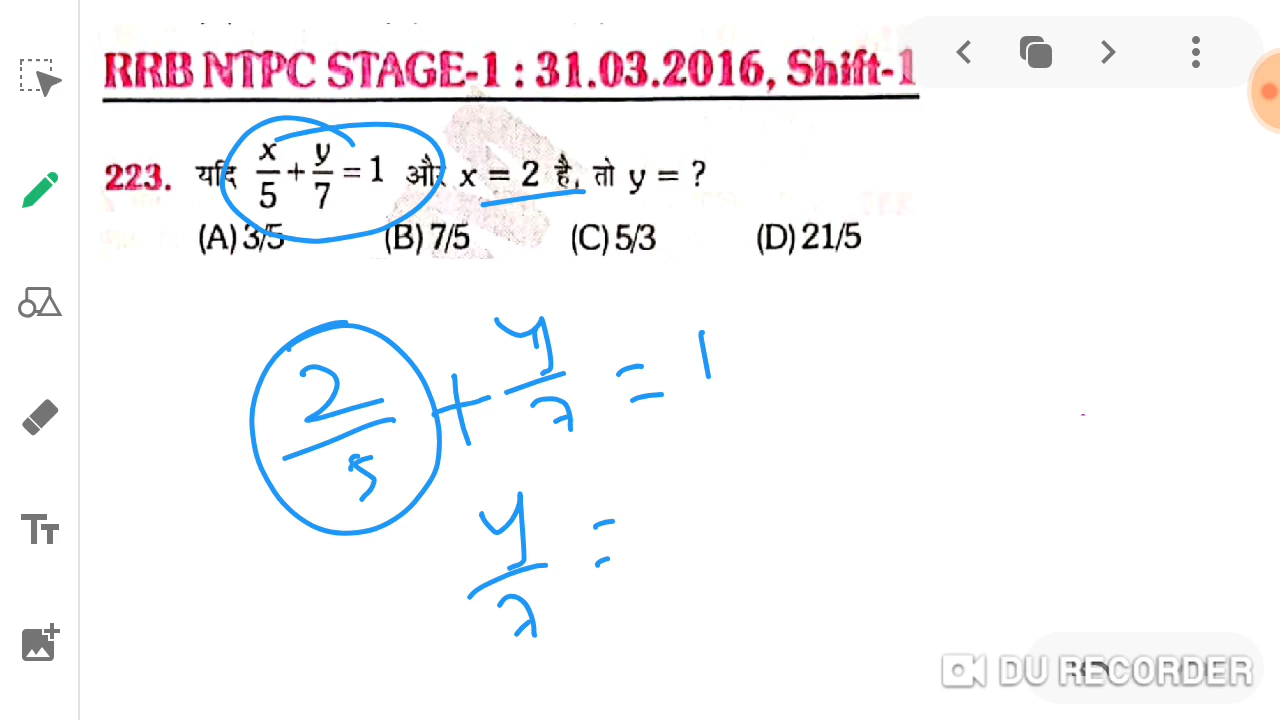 RRB NTPC STAGE-1 : 31.03.2016, Shift-1
223. यदि x/5 + y/7 = 1 और x = 2 है, तो y = ?
(A) 3/5 (B) 7/5 (C) 5/3 (D) 21/5
2/5 + y/7 = 1
y/7 =
Tт
DU RECORDER